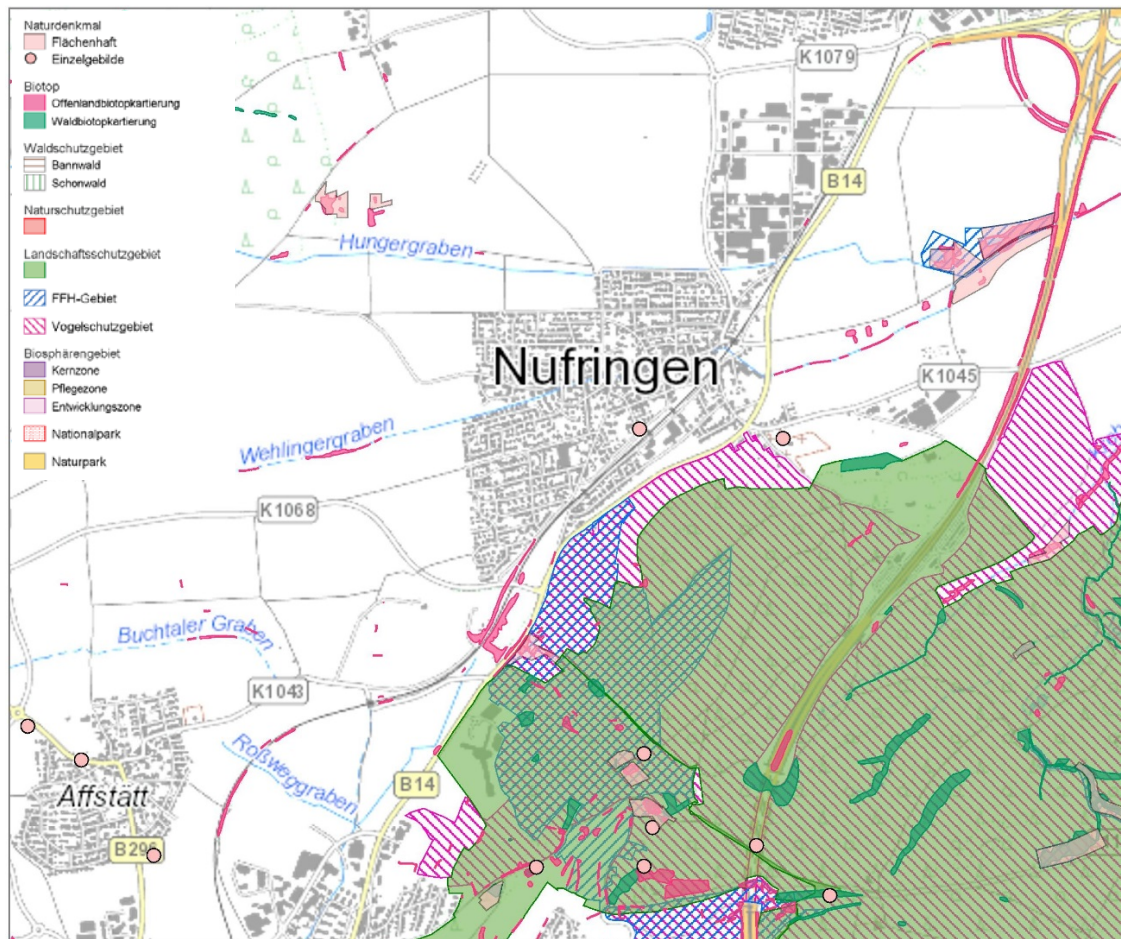 Naturdenkmal
Flächenhaft
Einzelgebilde
Biotop
Offenlandbiotopkartierung
Waldbiotopkartierung
Waldschutzgebiet
Bannwald
Schonwald
Naturschutzgebiet
Landschaftsschutzgebiet
FFH-Gebiet
Vogelschutzgebiet
Biosphärengebiet
Kernzone
Pflegezone
Entwicklungszone
Nationalpark
Naturpark
K1079
B14
Hungergraben
Nufringen
K1045
Wehlingergraben
K1068
Buchtaler Graben
K1043
Roßweggraben
B14
Affstatt
B296